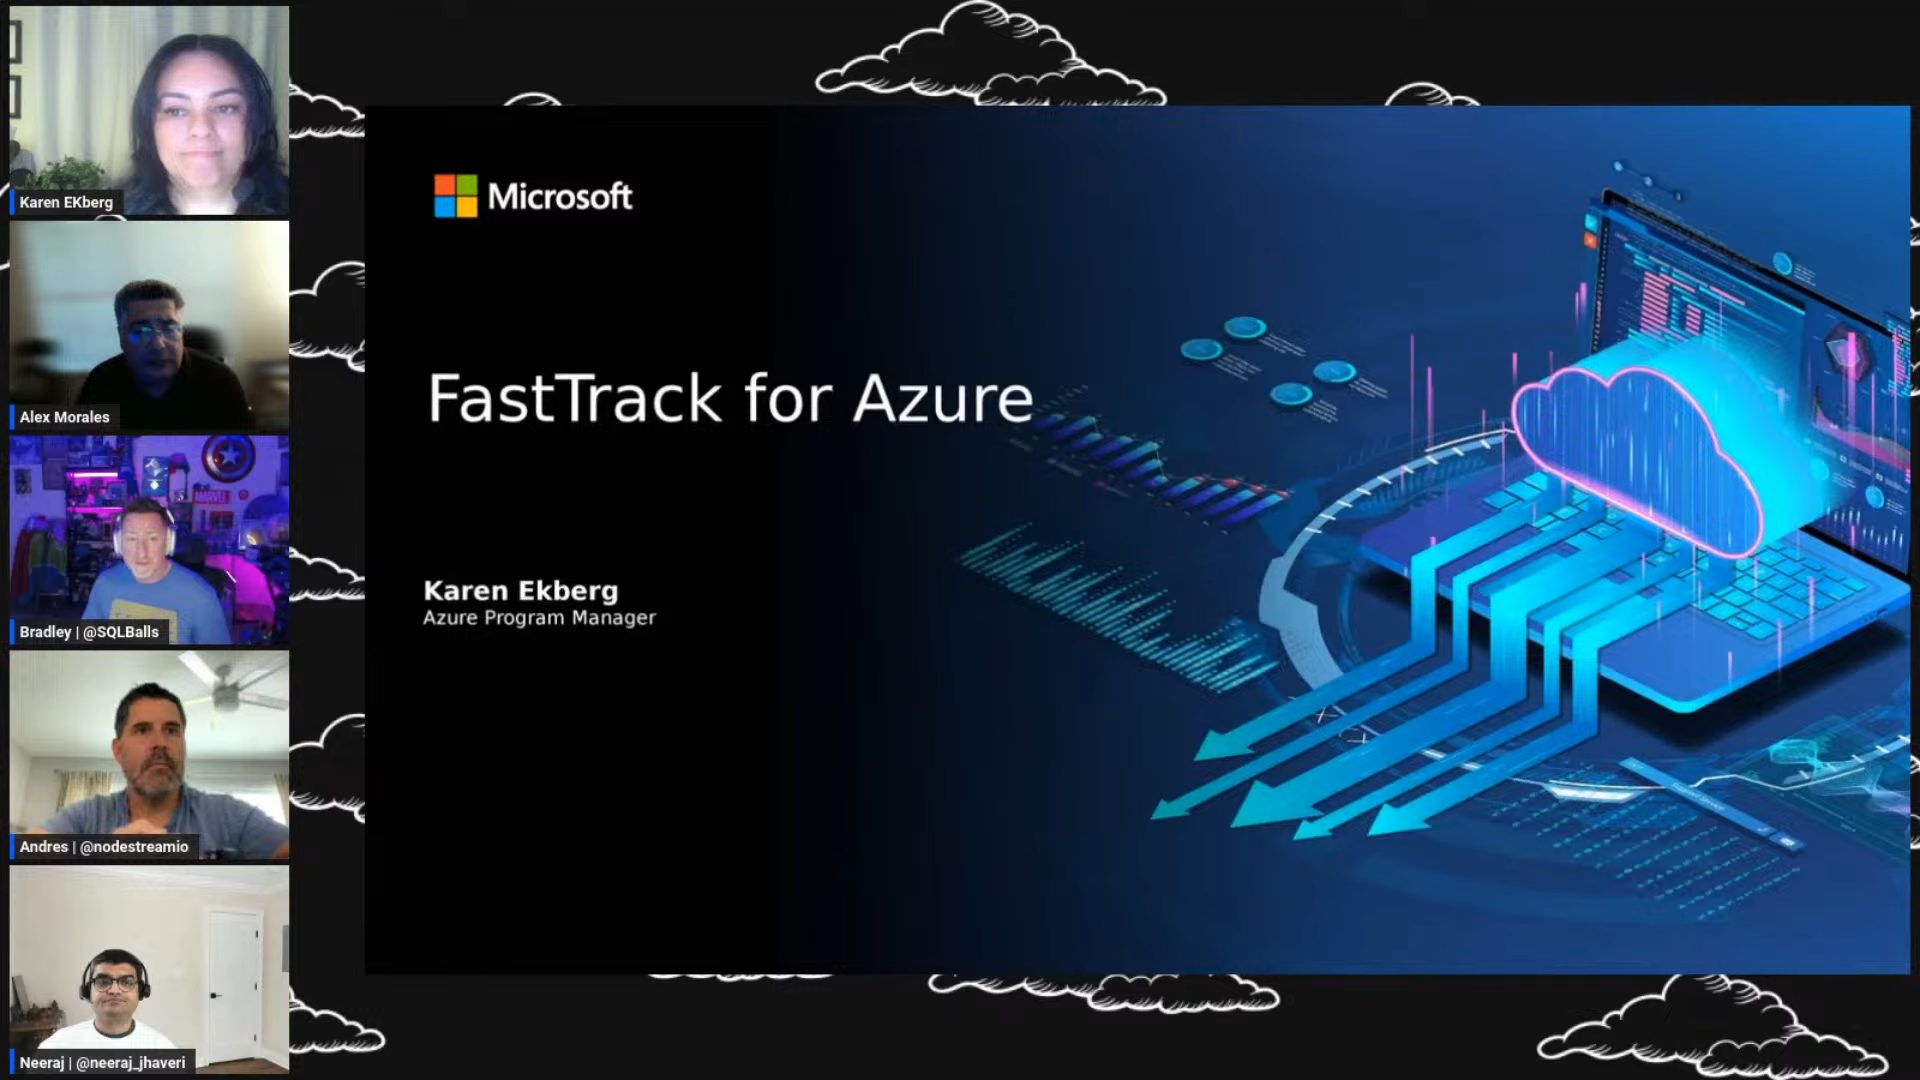 Karen EKberg
Alex Morales
MARVEL
Bradley | @SQLBalls
Andres | @nodestreamio
Neeraj | @neeraj_jhaveri
Microsoft
FastTrack for Azure
Karen Ekberg
Azure Program Manager